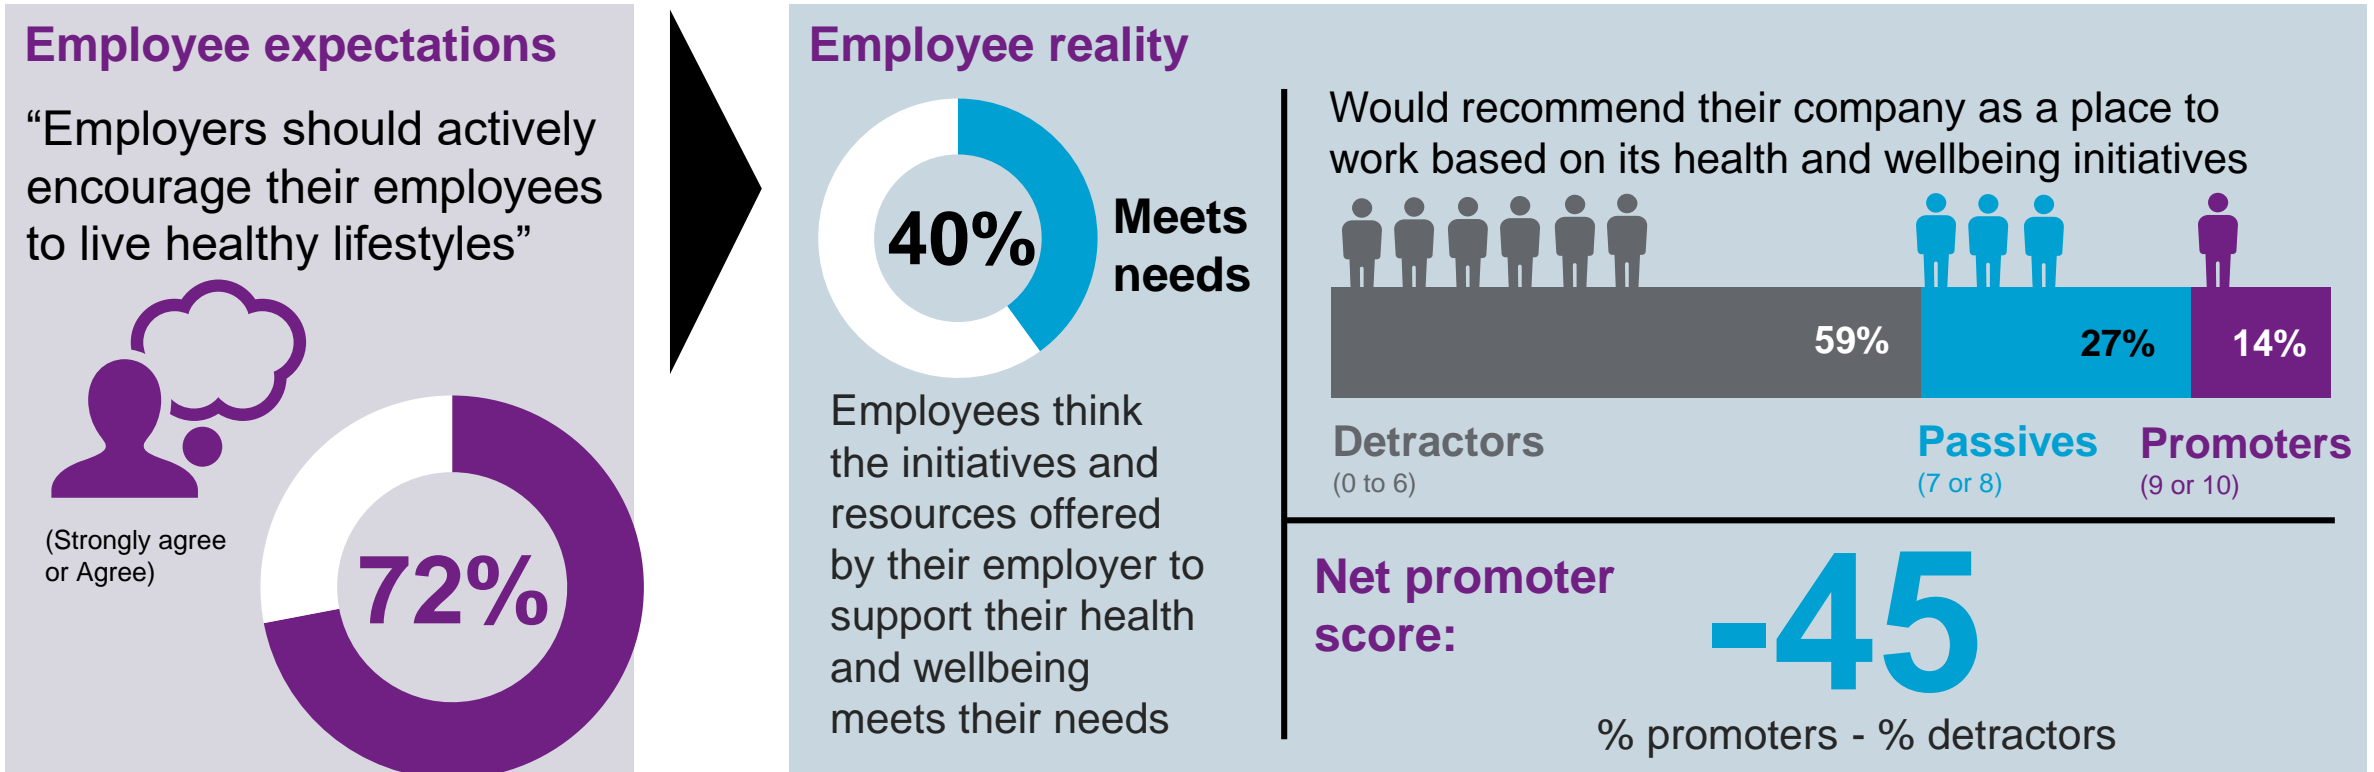 Employee expectations
“Employers should actively
encourage their employees
to live healthy lifestyles”
(Strongly agree
or Agree)
72%
Employee reality
40%
Meets
needs
Employees think
the initiatives and
resources offered
by their employer to
support their health
and wellbeing
meets their needs
Would recommend their company as a place to
work based on its health and wellbeing initiatives
59%
27%
14%
Detractors
(0 to 6)
Passives
(7 or 8)
Promoters
(9 or 10)
Net promoter
score:
-45
% promoters - % detractors